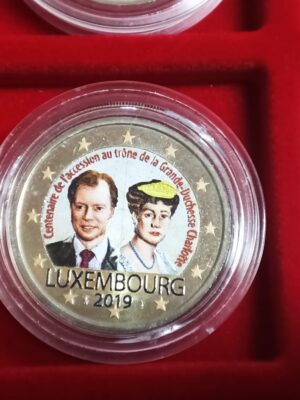 Centenaire de l'accession au trône de la Grande-Duchesse Charlotte
LUXEMBOURG
2019